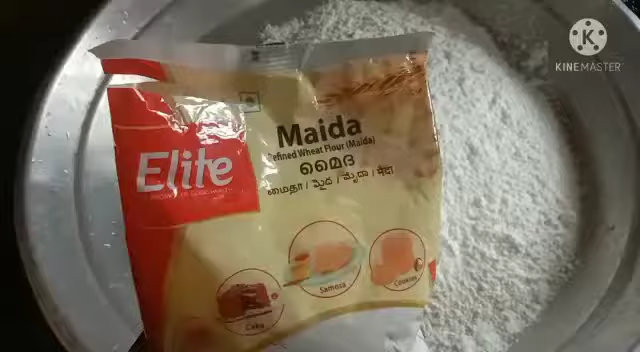 KINEMASTER
Elite
Maida
Refined Wheat Flour (Maida)
മൈദ
மைதா / మైద / ಮೈದಾ / मैदा
Cake
Samosa
Cookies